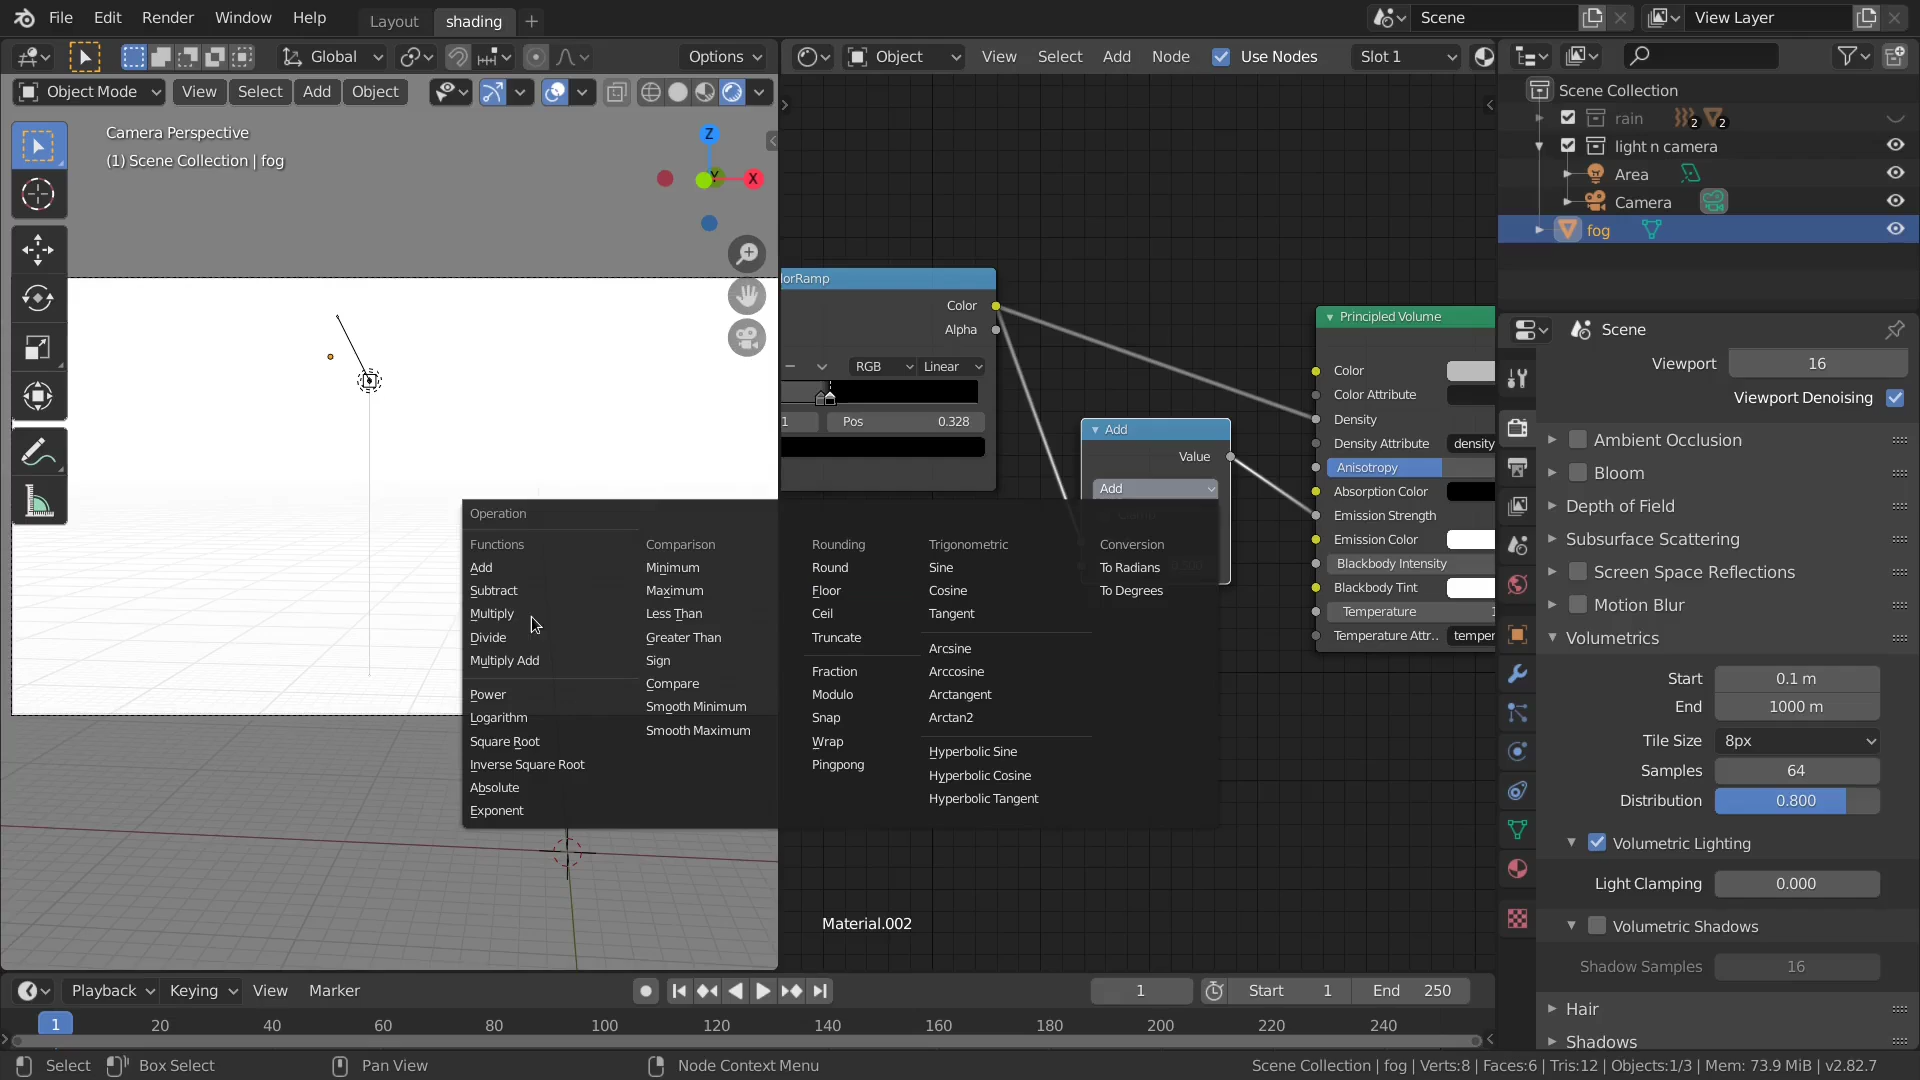 File Edit Render Window Help Layout shading + Scene View Layer
Global Options Object View Select Add Node Use Nodes Slot 1
Object Mode View Select Add Object
Scene Collection
rain 2 2
light n camera
Area
Camera
fog
Camera Perspective
(1) Scene Collection | fog
Z
Y
X
lorRamp
Color
Alpha
RGB Linear
1 Pos 0.328
Add
Value
Add
Principled Volume
Color
Color Attribute
Density
Density Attribute density
Anisotropy
Absorption Color
Emission Strength
Emission Color
Blackbody Intensity
Blackbody Tint
Temperature 1
Temperature Attr.. temper
Operation
Functions
Add
Subtract
Multiply
Divide
Multiply Add
Power
Logarithm
Square Root
Inverse Square Root
Absolute
Exponent
Comparison
Minimum
Maximum
Less Than
Greater Than
Sign
Compare
Smooth Minimum
Smooth Maximum
Rounding
Round
Floor
Ceil
Truncate
Fraction
Modulo
Snap
Wrap
Pingpong
Trigonometric
Sine
Cosine
Tangent
Arcsine
Arccosine
Arctangent
Arctan2
Hyperbolic Sine
Hyperbolic Cosine
Hyperbolic Tangent
Conversion
To Radians
To Degrees
Material.002
Scene
Viewport 16
Viewport Denoising
Ambient Occlusion
Bloom
Depth of Field
Subsurface Scattering
Screen Space Reflections
Motion Blur
Volumetrics
Start 0.1 m
End 1000 m
Tile Size 8px
Samples 64
Distribution 0.800
Volumetric Lighting
Light Clamping 0.000
Volumetric Shadows
Shadow Samples 16
Hair
Shadows
Playback Keying View Marker 1 Start 1 End 250
1 20 40 60 80 100 120 140 160 180 200 220 240
Select Box Select Pan View Node Context Menu Scene Collection | fog | Verts:8 | Faces:6 | Tris:12 | Objects:1/3 | Mem: 73.9 MiB | v2.82.7